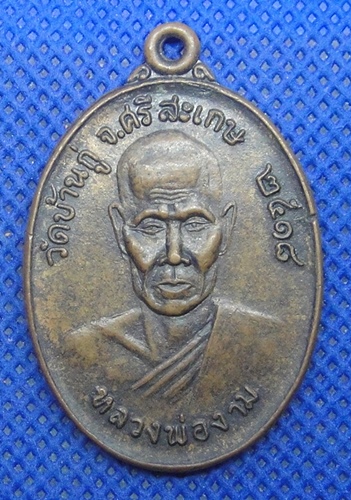 วัดบ้านกู่ จ.ศรีสะเกษ ๒๕๑๘
หลวงพ่องาม